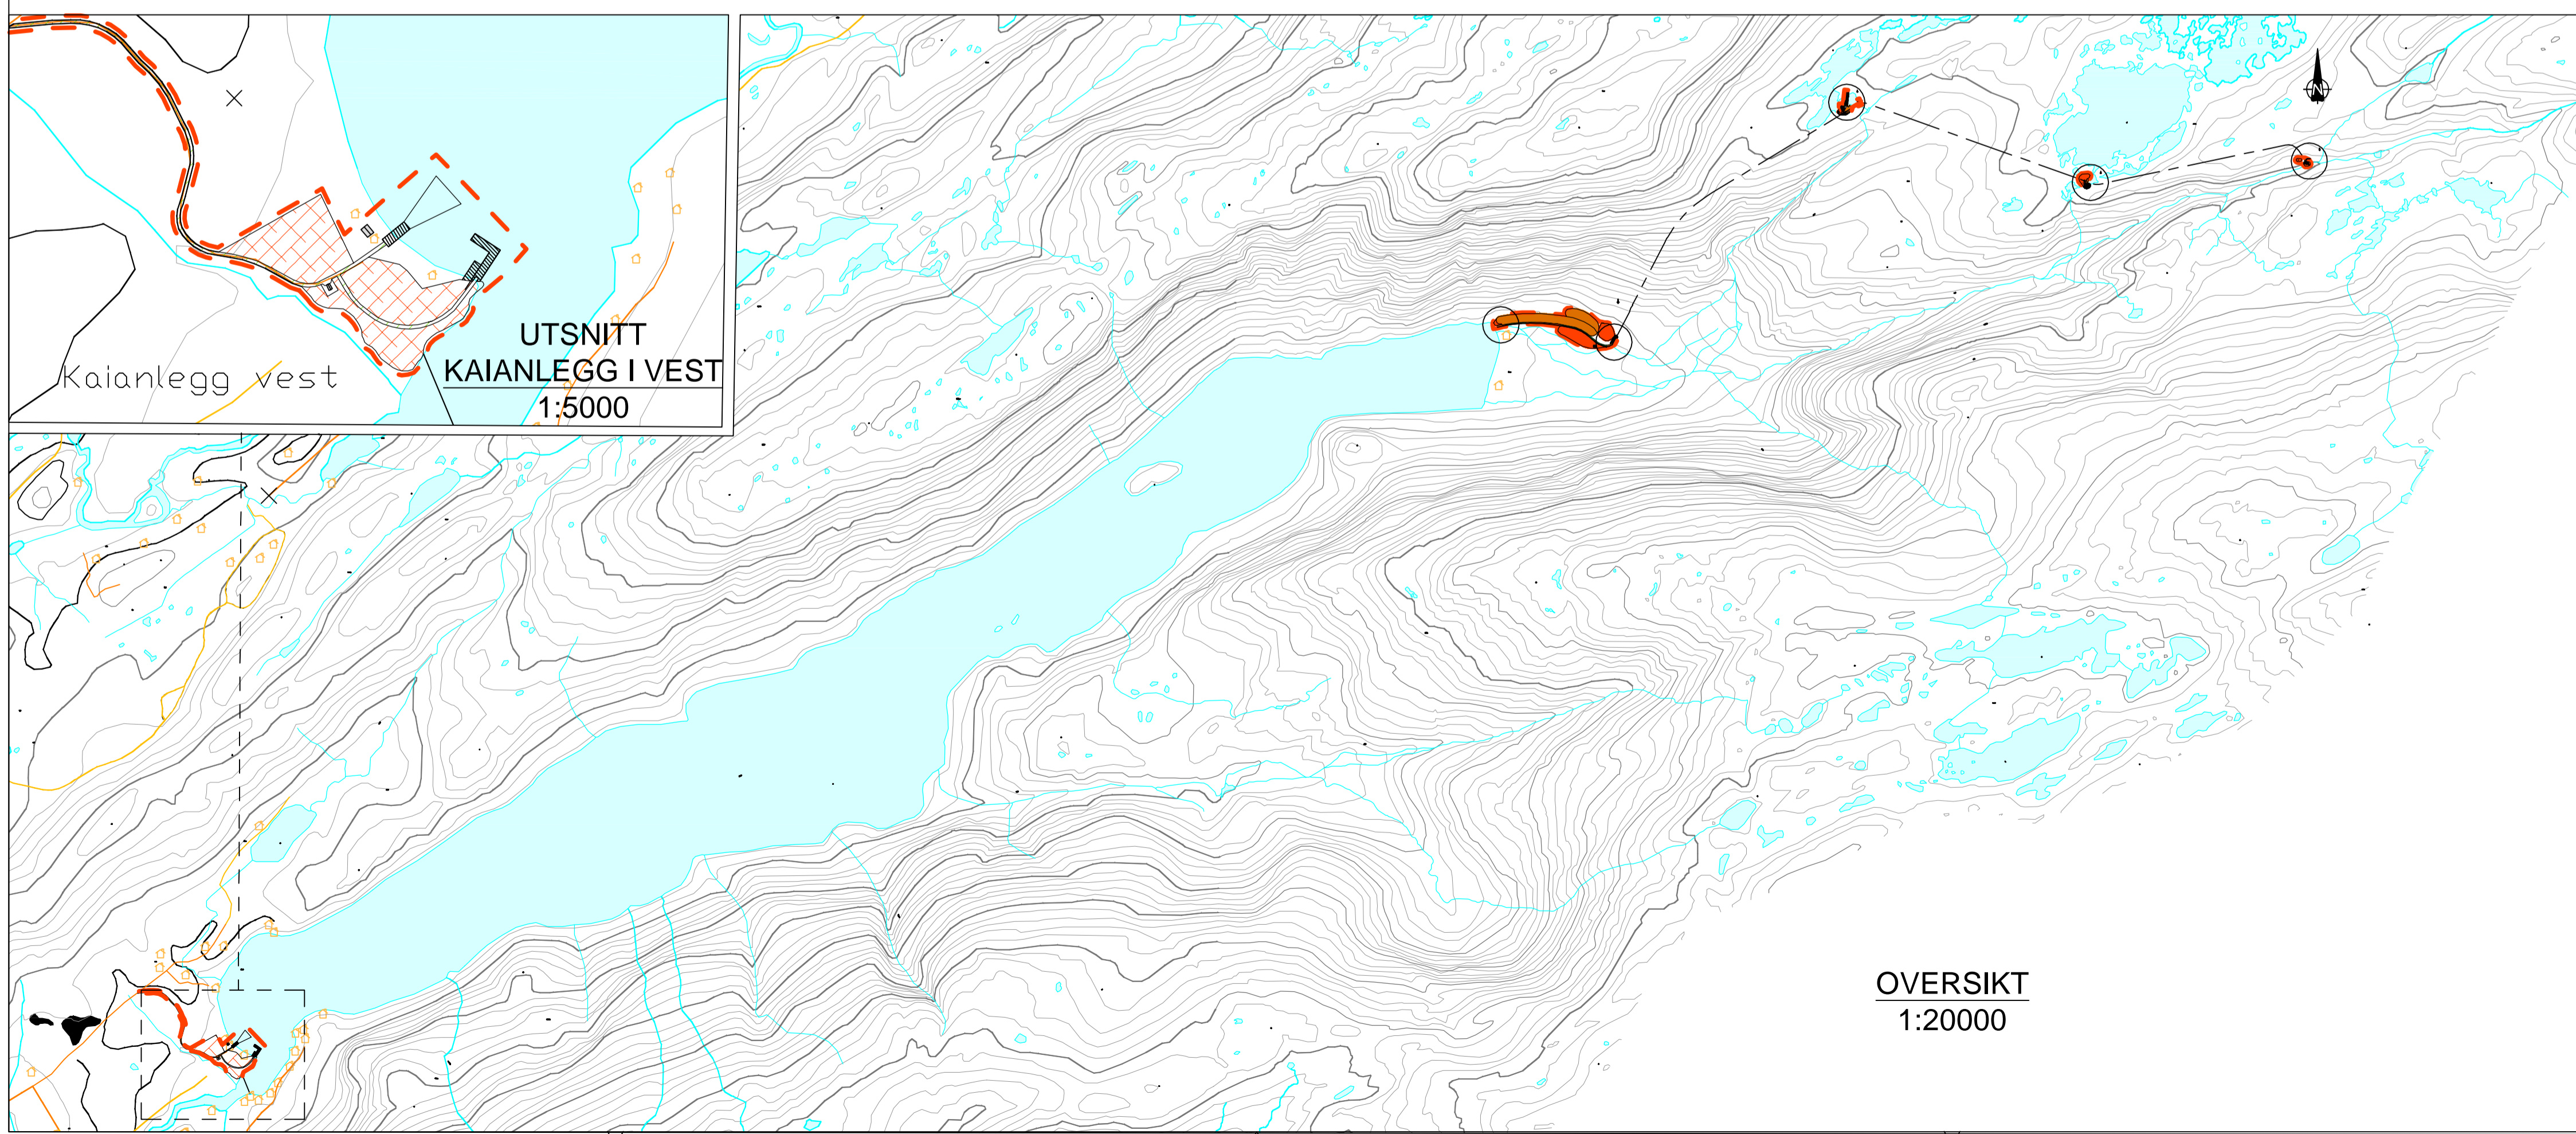 N
UTSNITT
KAIANLEGG I VEST
1:5000
Kaianlegg vest
OVERSIKT
1:20000